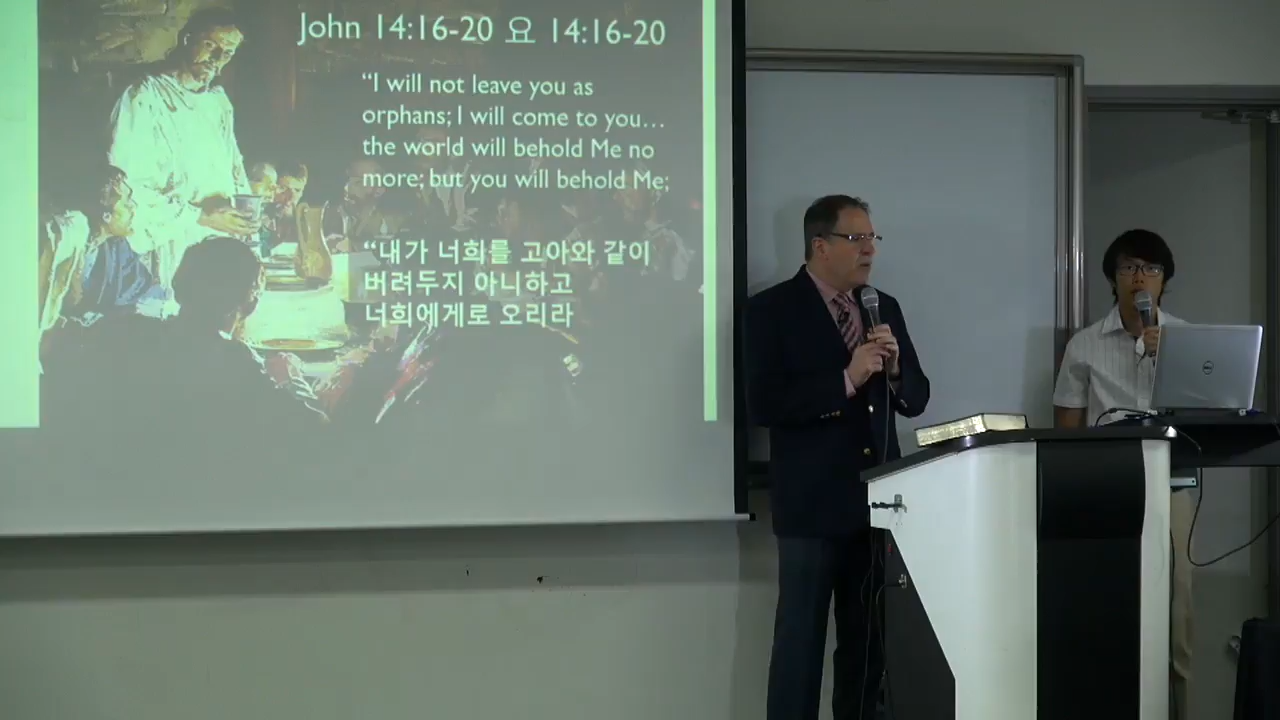 John 14:16-20 요 14:16-20
“I will not leave you as
orphans; I will come to you…
the world will behold Me no
more; but you will behold Me;
“내가 너희를 고아와 같이
버려두지 아니하고
너희에게로 오리라
DELL